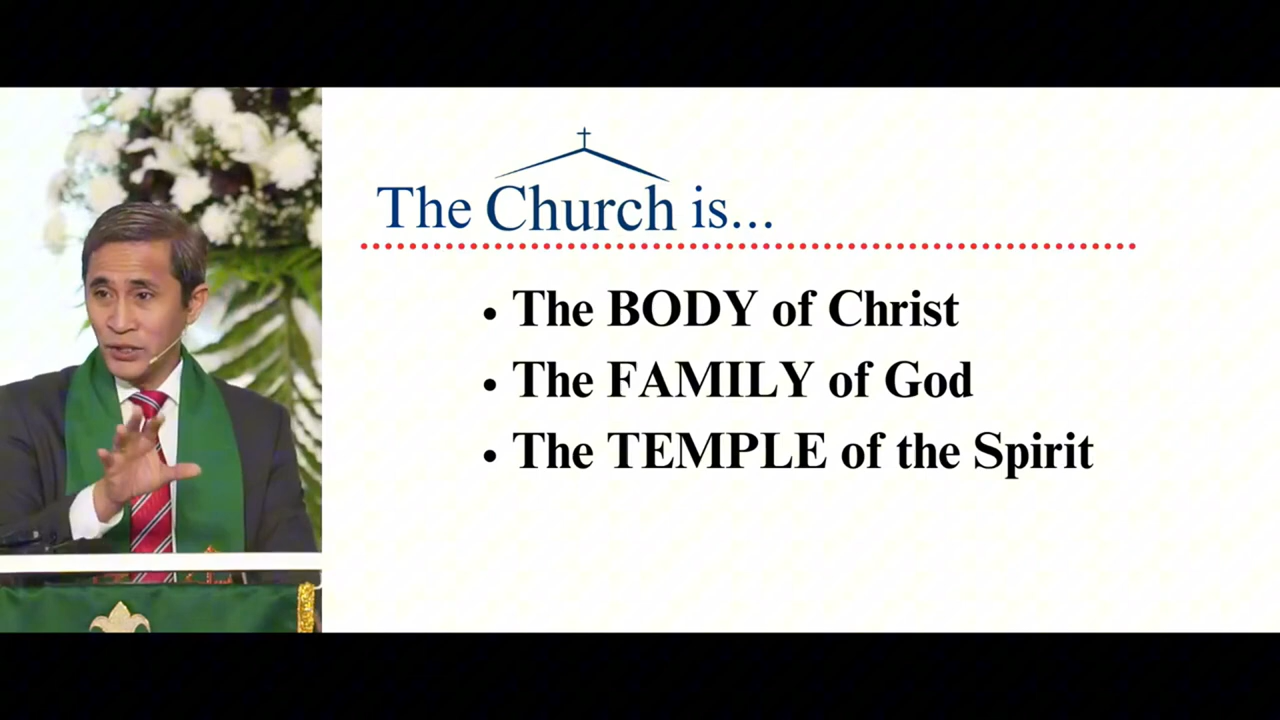 The Church is...
• The BODY of Christ
• The FAMILY of God
• The TEMPLE of the Spirit